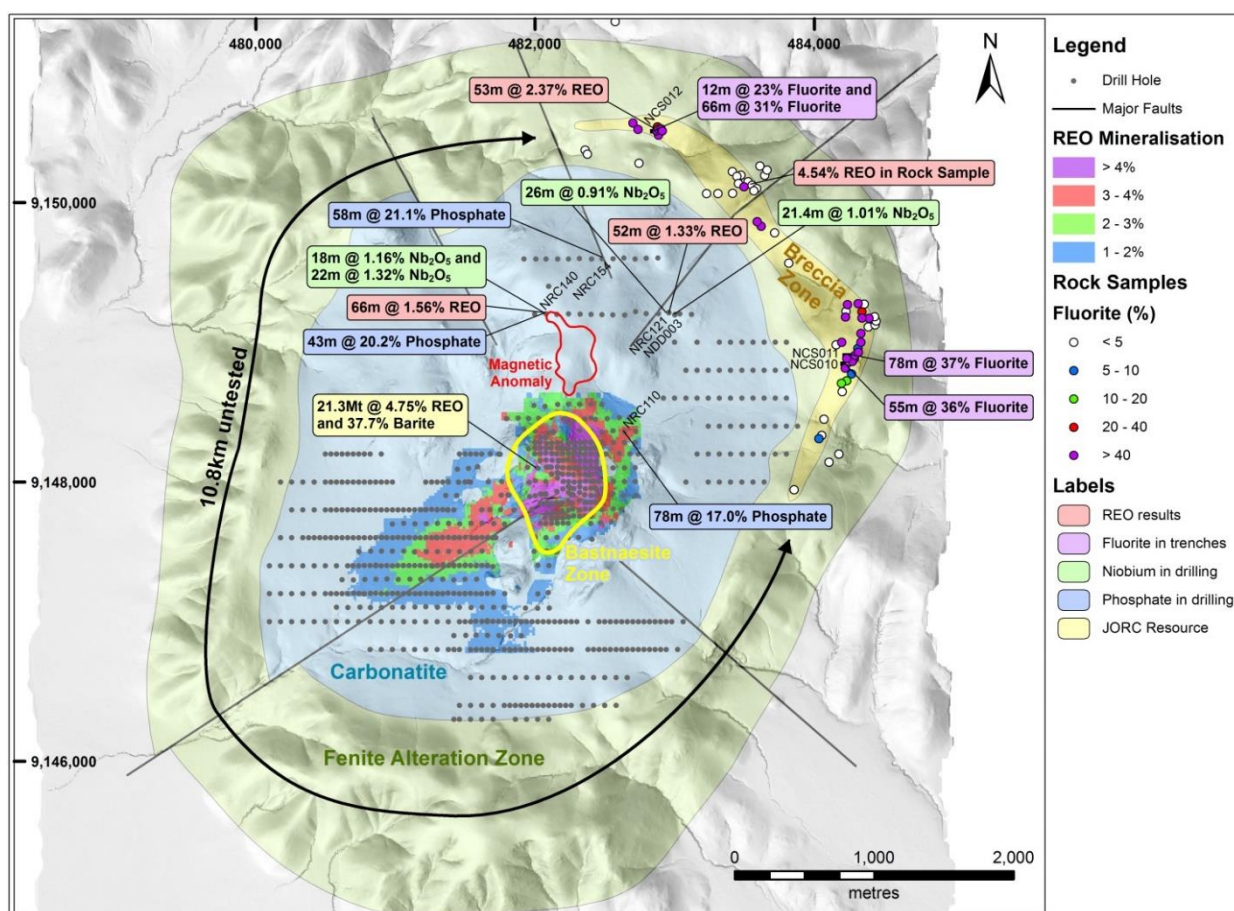 480,000
482,000
484,000
N
53m @ 2.37% REO
NCS012
12m @ 23% Fluorite and
66m @ 31% Fluorite
4.54% REO in Rock Sample
9,150,000
26m @ 0.91% Nb₂O₅
58m @ 21.1% Phosphate
21.4m @ 1.01% Nb₂O₅
52m @ 1.33% REO
18m @ 1.16% Nb₂O₅ and
22m @ 1.32% Nb₂O₅
NRC140
NRC154
Breccia
Zone
66m @ 1.56% REO
NRC121
NDD003
43m @ 20.2% Phosphate
Magnetic
Anomaly
NCS011
NCS010
78m @ 37% Fluorite
55m @ 36% Fluorite
21.3Mt @ 4.75% REO
and 37.7% Barite
NRC110
10.8km untested
9,148,000
78m @ 17.0% Phosphate
Bastnaesite
Zone
Carbonatite
Fenite Alteration Zone
9,146,000
0 1,000 2,000
metres
Legend
Drill Hole
Major Faults
REO Mineralisation
> 4%
3 - 4%
2 - 3%
1 - 2%
Rock Samples
Fluorite (%)
< 5
5 - 10
10 - 20
20 - 40
> 40
Labels
REO results
Fluorite in trenches
Niobium in drilling
Phosphate in drilling
JORC Resource